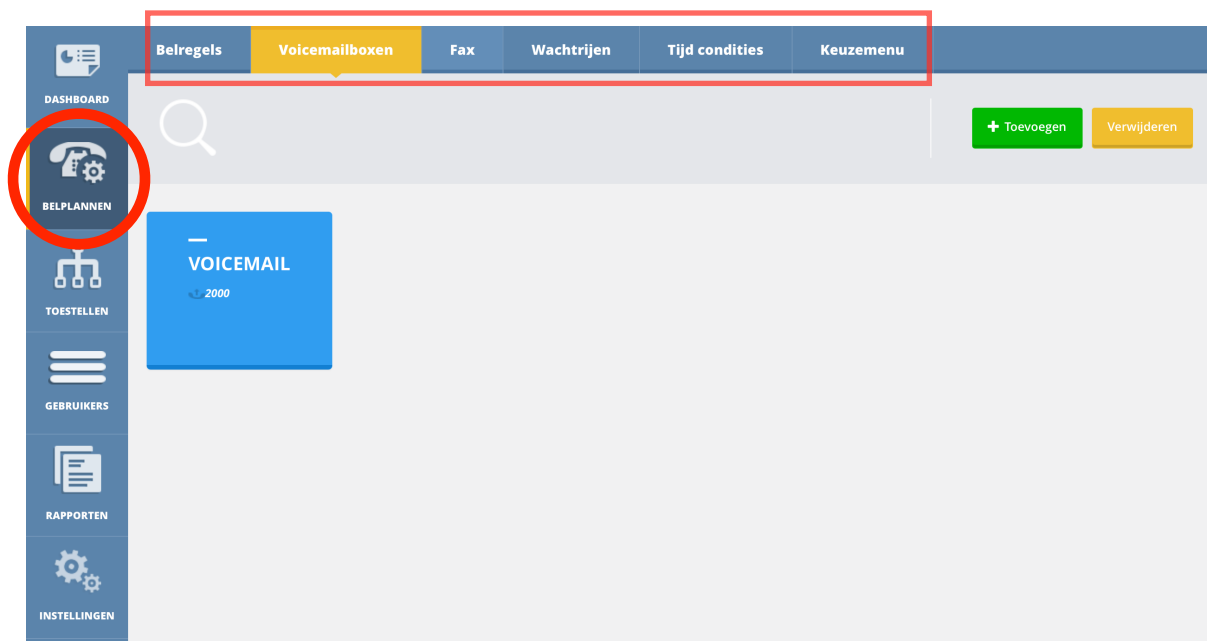 Belregels
Voicemailboxen
Fax
Wachtrijen
Tijd condities
Keuzemenu
DASHBOARD
Toevoegen
Verwijderen
BELPLANNEN
VOICEMAIL
2000
TOESTELLEN
GEBRUIKERS
RAPPORTEN
INSTELLINGEN